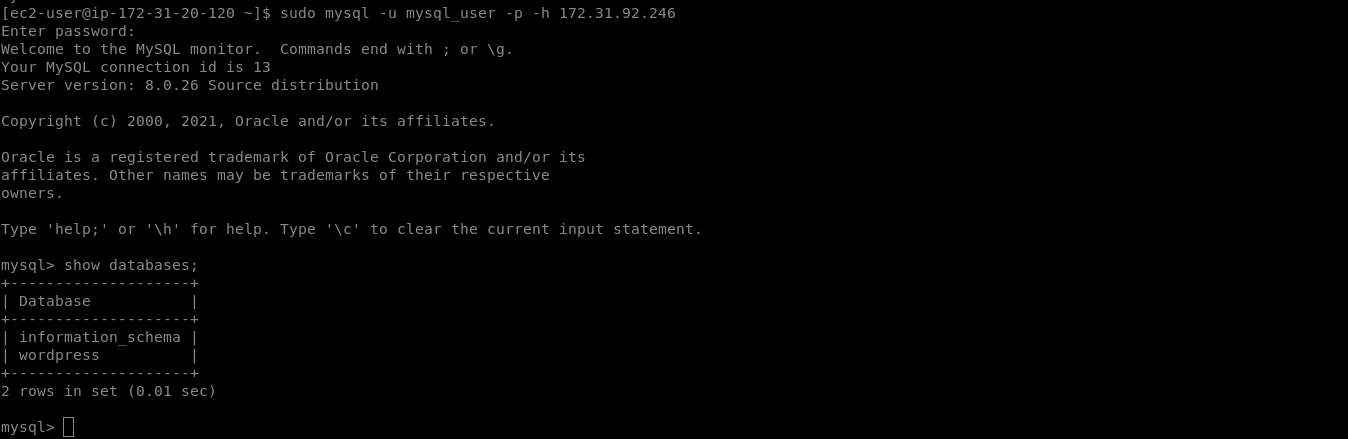 [ec2-user@ip-172-31-20-120 ~]$ sudo mysql -u mysql_user -p -h 172.31.92.246
Enter password:
Welcome to the MySQL monitor.  Commands end with ; or \g.
Your MySQL connection id is 13
Server version: 8.0.26 Source distribution

Copyright (c) 2000, 2021, Oracle and/or its affiliates.

Oracle is a registered trademark of Oracle Corporation and/or its
affiliates. Other names may be trademarks of their respective
owners.

Type 'help;' or '\h' for help. Type '\c' to clear the current input statement.

mysql> show databases;
+--------------------+
| Database           |
+--------------------+
| information_schema |
| wordpress          |
+--------------------+
2 rows in set (0.01 sec)

mysql>